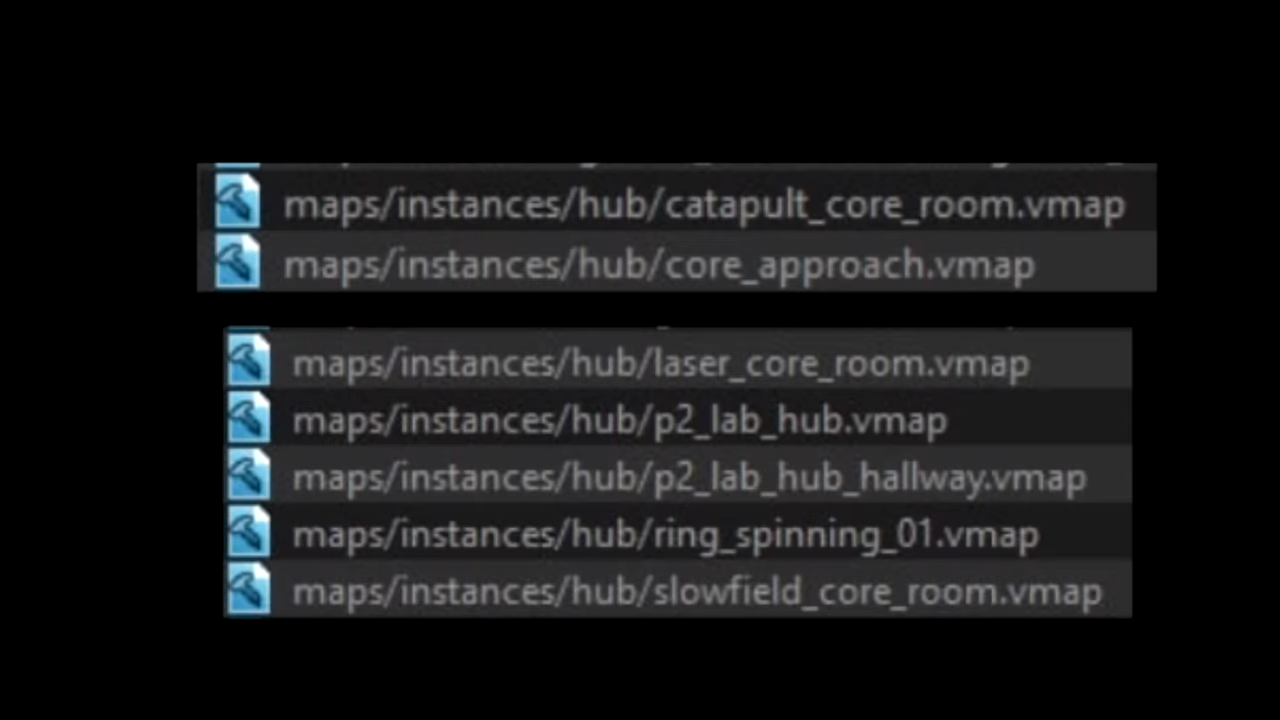 maps/instances/hub/catapult_core_room.vmap
maps/instances/hub/core_approach.vmap
maps/instances/hub/laser_core_room.vmap
maps/instances/hub/p2_lab_hub.vmap
maps/instances/hub/p2_lab_hub_hallway.vmap
maps/instances/hub/ring_spinning_01.vmap
maps/instances/hub/slowfield_core_room.vmap